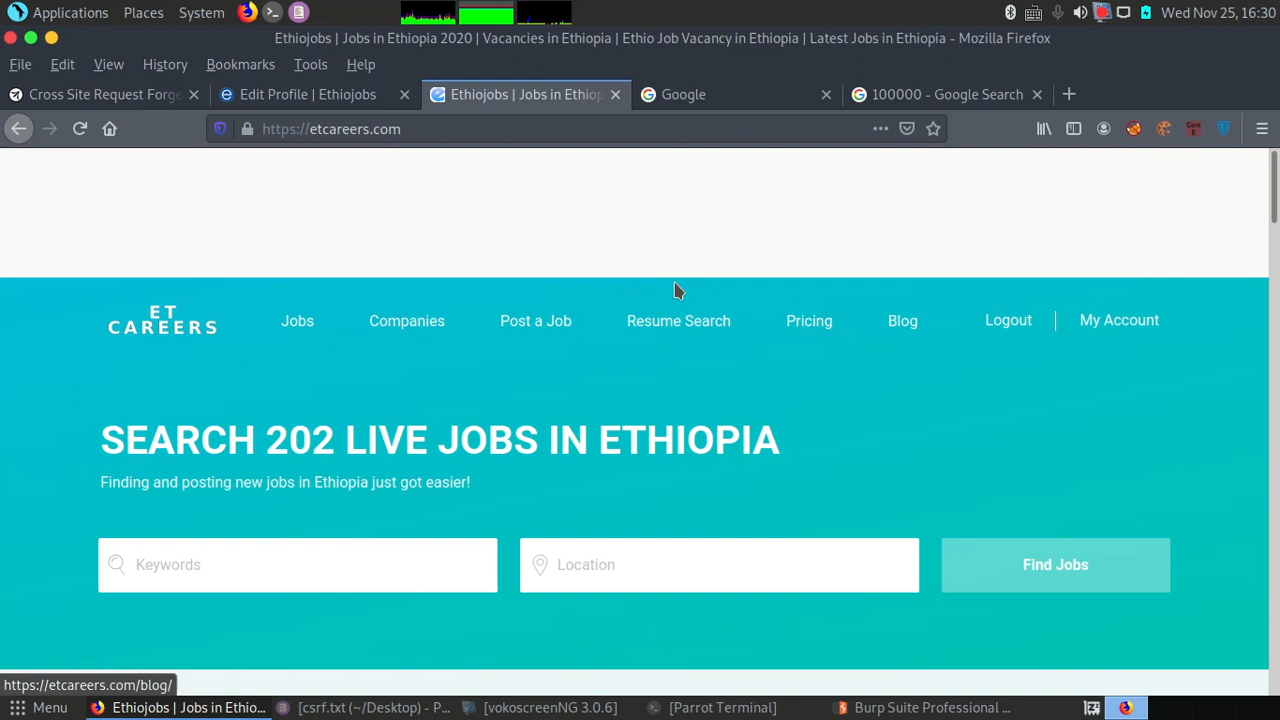 Applications Places System Wed Nov 25, 16:30
Ethiojobs | Jobs in Ethiopia 2020 | Vacancies in Ethiopia | Ethio Job Vacancy in Ethiopia | Latest Jobs in Ethiopia - Mozilla Firefox
File Edit View History Bookmarks Tools Help
Cross Site Request Forge Edit Profile | Ethiojobs Ethiojobs | Jobs in Ethiop Google 100000 - Google Search
https://etcareers.com
ET
CAREERS
Jobs Companies Post a Job Resume Search Pricing Blog Logout My Account
SEARCH 202 LIVE JOBS IN ETHIOPIA
Finding and posting new jobs in Ethiopia just got easier!
Keywords Location Find Jobs
https://etcareers.com/blog/
Menu Ethiojobs | Jobs in Ethio... [csrf.txt (~/Desktop) - P... [vokoscreenNG 3.0.6] [Parrot Terminal] Burp Suite Professional ...